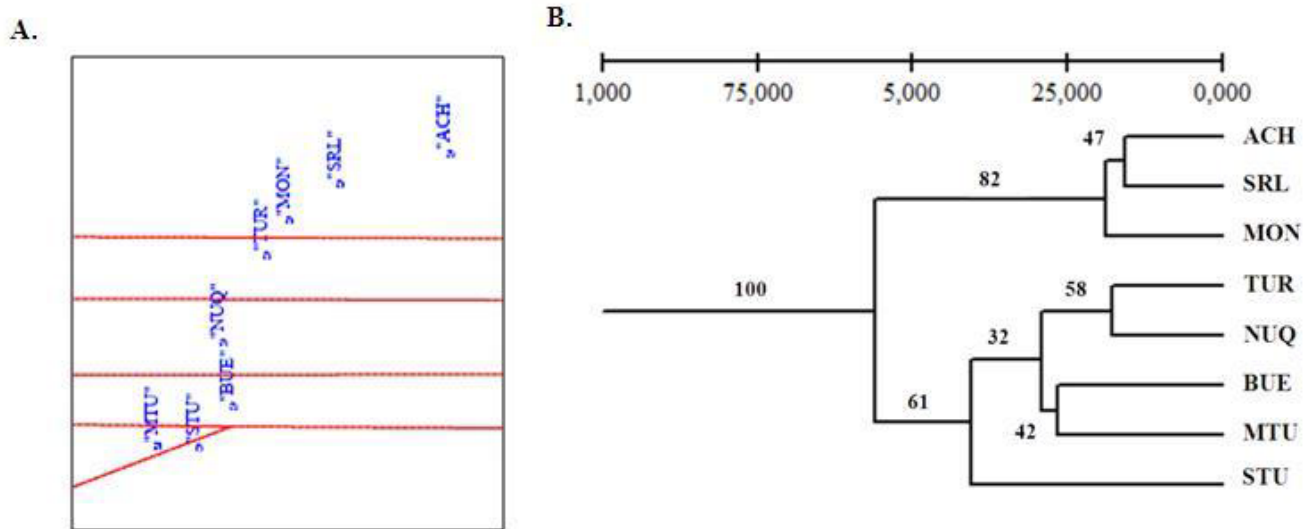 A.
"ACH"
"SRL"
"MON"
"TUR"
"NUQ"
"BUE"
"MTU"
"STU"
B.
1,000 75,000 5,000 25,000 0,000
47 ACH
82 SRL
MON
100 58 TUR
32 NUQ
61 BUE
42 MTU
STU